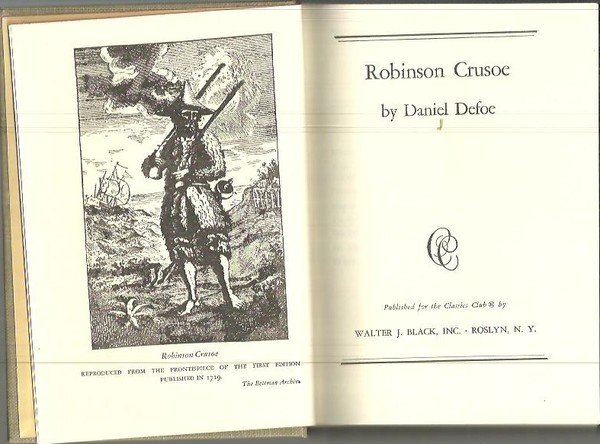 Robinson Crusoe
REPRODUCED FROM THE FRONTISPIECE OF THE FIRST EDITION
PUBLISHED IN 1719.
The Bettman Archive
Robinson Crusoe
by Daniel Defoe
CC
Published for the Classics Club® by
WALTER J. BLACK, INC. · ROSLYN, N. Y.